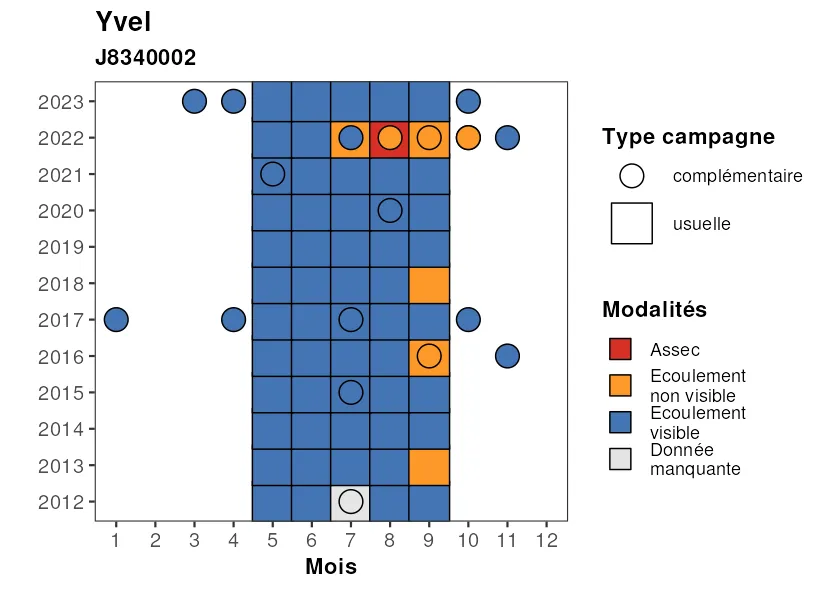 Yvel
J8340002
2023
2022
2021
2020
2019
2018
2017
2016
2015
2014
2013
2012
1 2 3 4 5 6 7 8 9 10 11 12
Mois
Type campagne
complémentaire
usuelle
Modalités
Assec
Ecoulement
non visible
Ecoulement
visible
Donnée
manquante